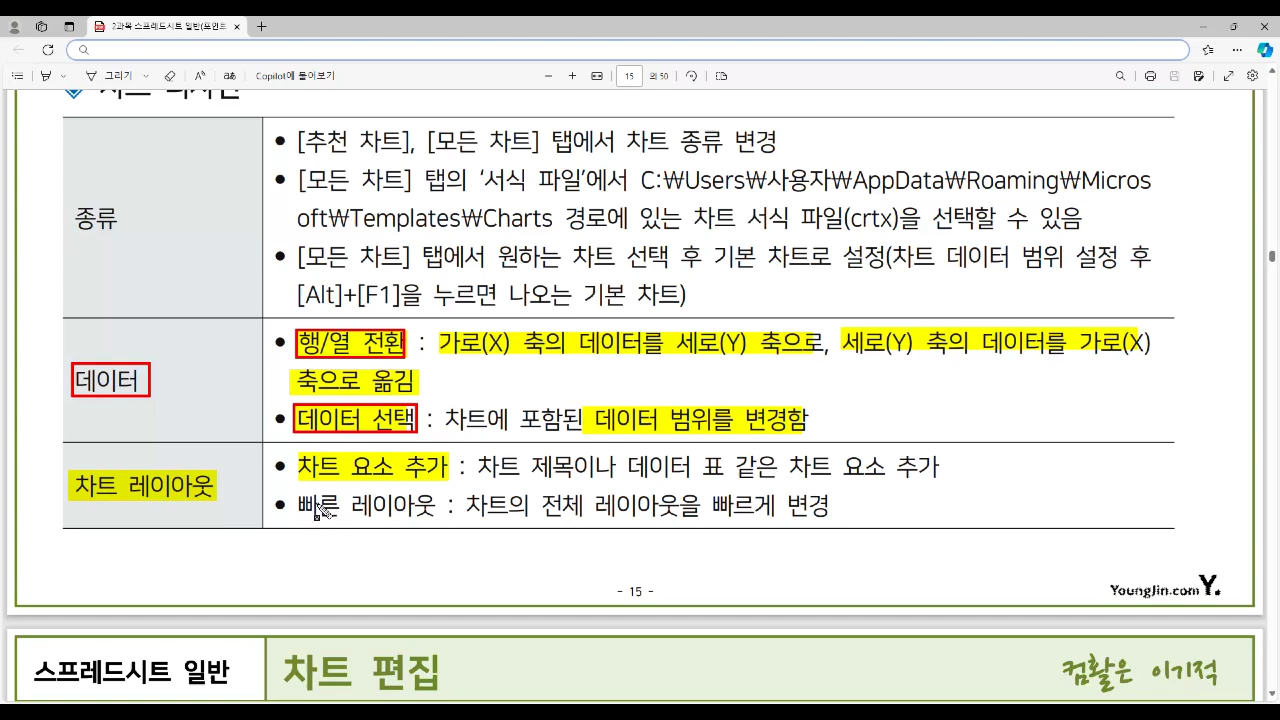 2과목 스프레드시트 일반(포인트
그리기
Copilot에 물어보기
15 의 50
종류
● [추천 차트], [모든 차트] 탭에서 차트 종류 변경
● [모든 차트] 탭의 ‘서식 파일’에서 C:₩Users₩사용자₩AppData₩Roaming₩Micros
oft₩Templates₩Charts 경로에 있는 차트 서식 파일(crtx)을 선택할 수 있음
● [모든 차트] 탭에서 원하는 차트 선택 후 기본 차트로 설정(차트 데이터 범위 설정 후
[Alt]+[F1]을 누르면 나오는 기본 차트)
데이터
● 행/열 전환 : 가로(X) 축의 데이터를 세로(Y) 축으로, 세로(Y) 축의 데이터를 가로(X)
축으로 옮김
● 데이터 선택 : 차트에 포함된 데이터 범위를 변경함
차트 레이아웃
● 차트 요소 추가 : 차트 제목이나 데이터 표 같은 차트 요소 추가
● 빠른 레이아웃 : 차트의 전체 레이아웃을 빠르게 변경
- 15 -
YoungJin.com Y.
스프레드시트 일반
차트 편집
컴활은 이기적